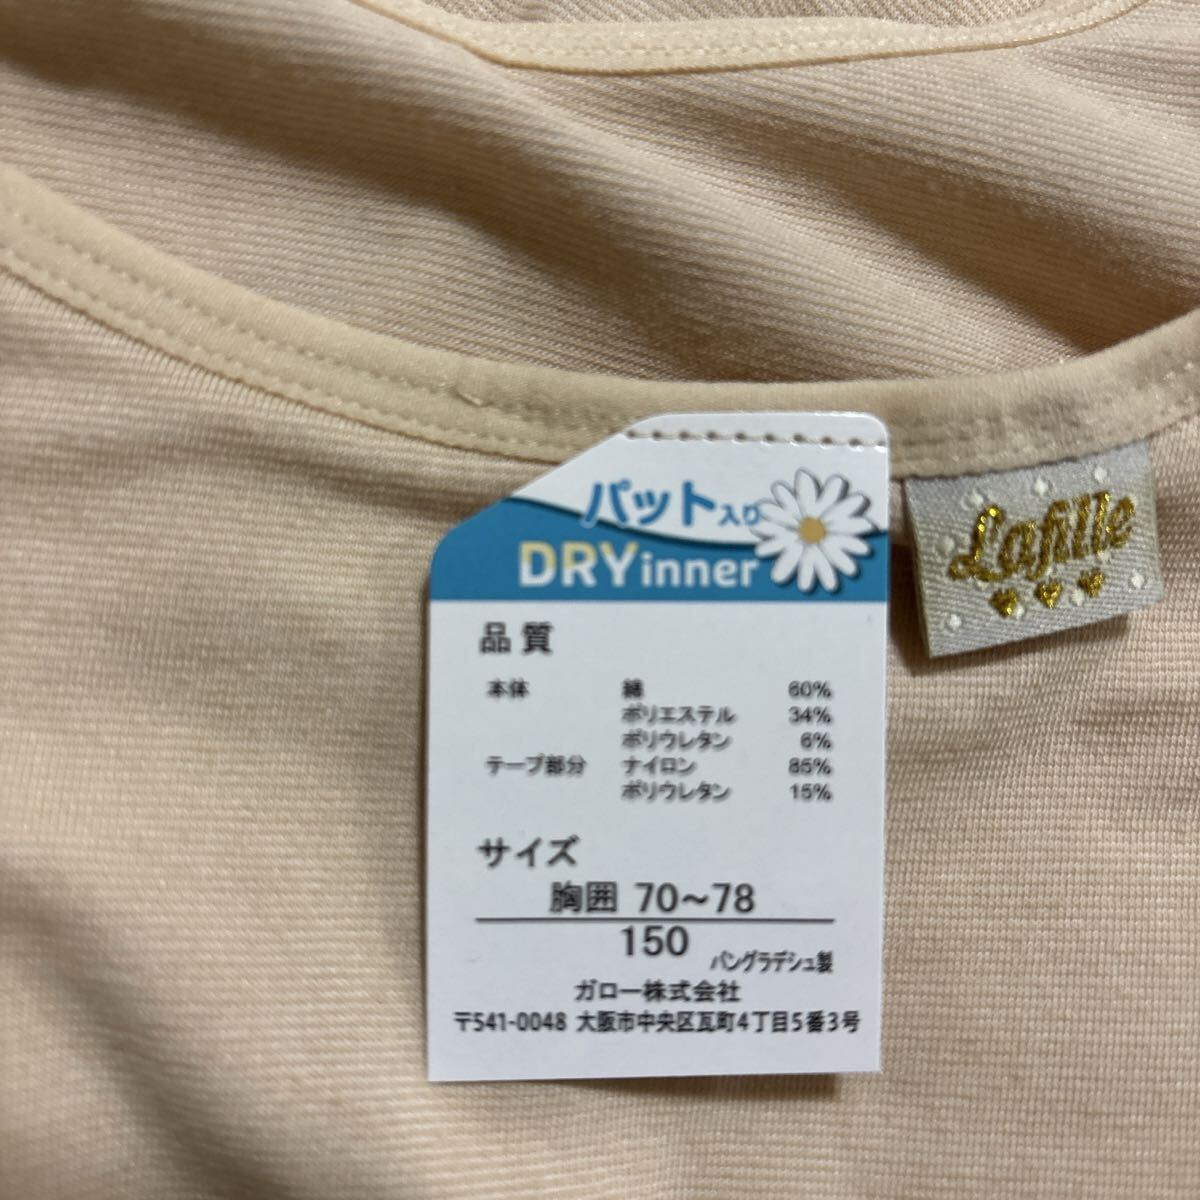 パット入り
DRYinner
Lafille
品質
本体 綿 60%
ポリエステル 34%
ポリウレタン 6%
テープ部分 ナイロン 85%
ポリウレタン 15%
サイズ
胸囲 70~78
150
バングラデシュ製
ガロー株式会社
〒541-0048 大阪市中央区瓦町4丁目5番3号